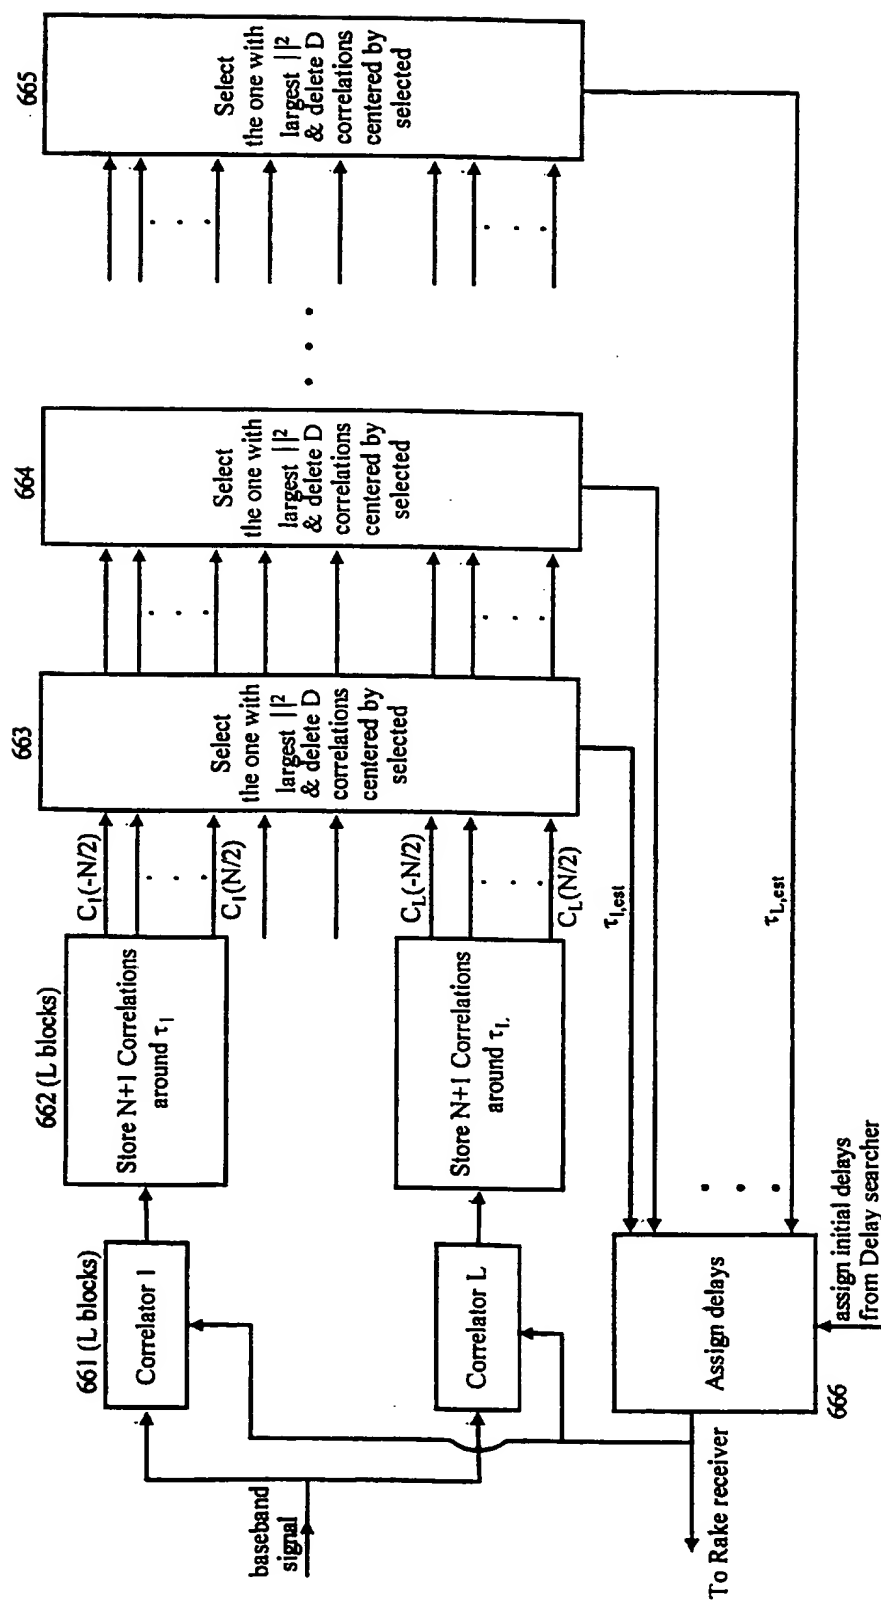 baseband
signal
661 (L blocks)
Correlator 1
Correlator L
662 (L blocks)
Store N+1 Correlations
around τ1
Store N+1 Correlations
around τL
C1(-N/2)
C1(N/2)
CL(-N/2)
CL(N/2)
663
Select
the one with
largest ||²
& delete D
correlations
centered by
selected
664
Select
the one with
largest ||²
& delete D
correlations
centered by
selected
665
Select
the one with
largest ||²
& delete D
correlations
centered by
selected
τ1,est
τL,est
Assign delays
666
assign initial delays
from Delay searcher
To Rake receiver